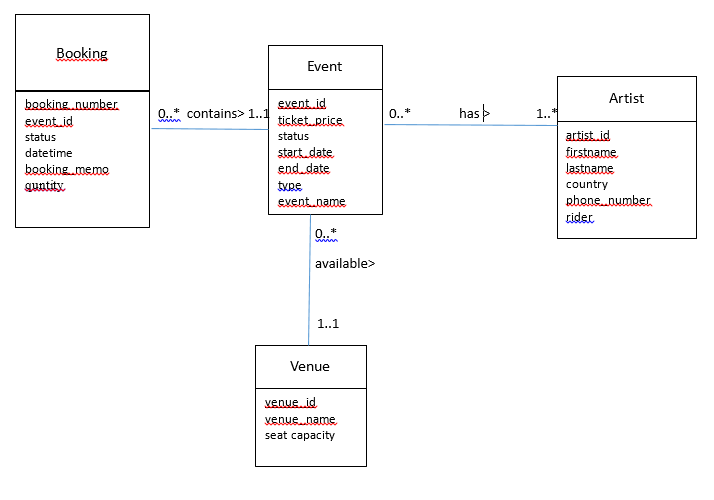 Booking
booking_number
event_id
status
datetime
booking_memo
quntity
0..* contains> 1..1
Event
event_id
ticket_price
status
start_date
end_date
type
event_name
0..* has > 1..*
Artist
artist_id
firstname
lastname
country
phone_number
rider
0..*
available>
1..1
Venue
venue_id
venue_name
seat capacity